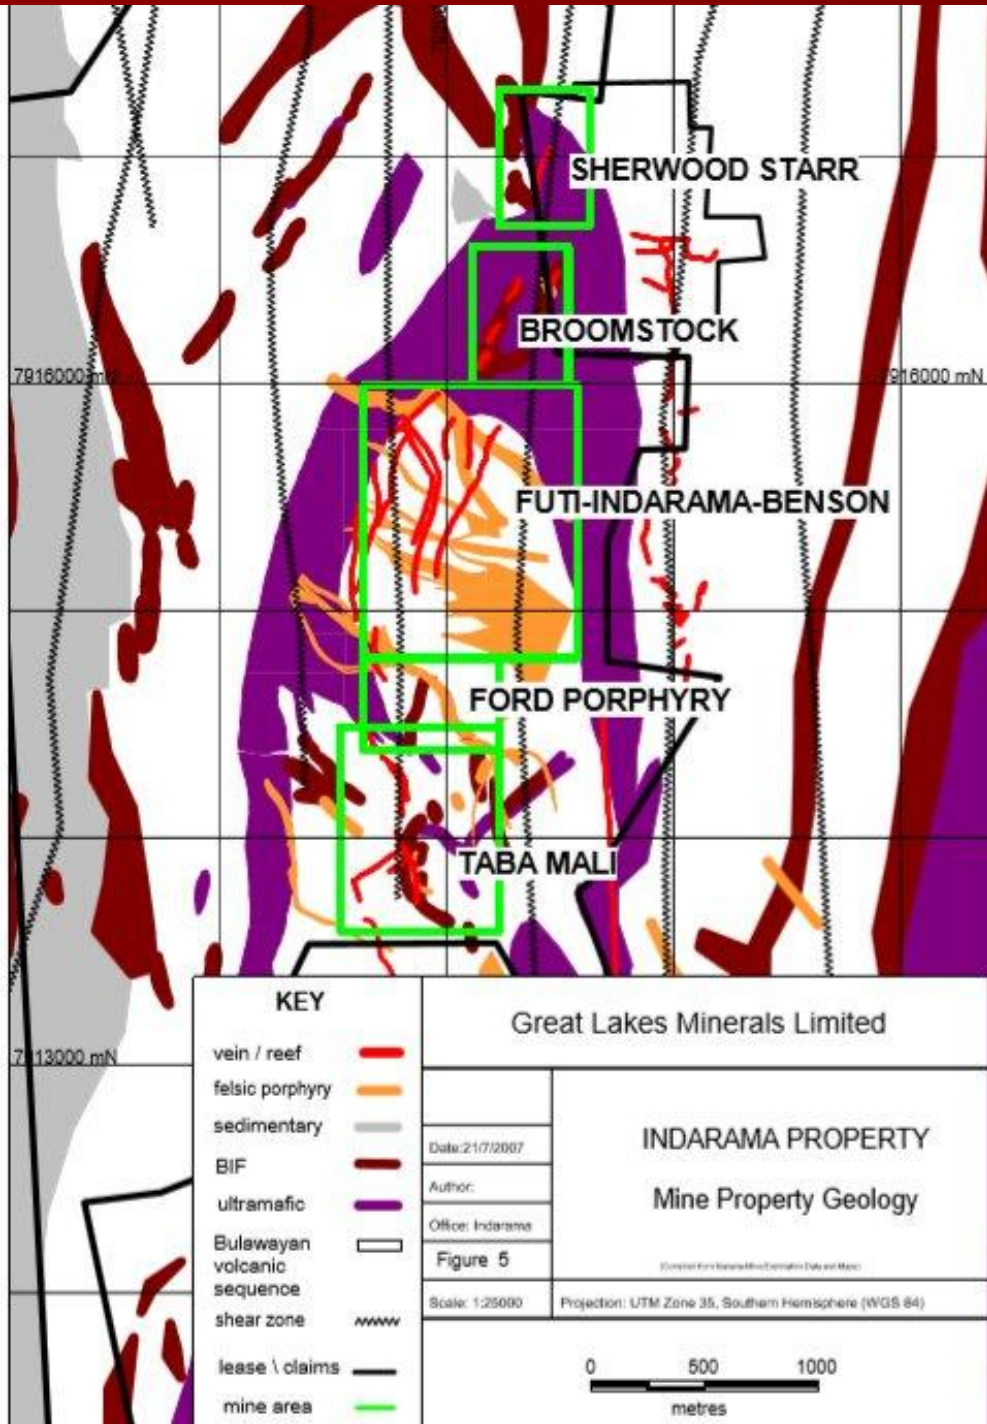 SHERWOOD STARR
BROOMSTOCK
7916000 m
916000 mN
FUTI-INDARAMA-BENSON
FORD PORPHYRY
TABA MALI
7913000 mN
KEY
vein / reef
felsic porphyry
sedimentary
BIF
ultramafic
Bulawayan
volcanic
sequence
shear zone
lease \ claims
mine area
Great Lakes Minerals Limited
Date:21/7/2007
Author:
Office: Indarama
Figure 5
Scale: 1:25000
INDARAMA PROPERTY
Mine Property Geology
Projection: UTM Zone 35, Southern Hemisphere (WGS 84)
0 500 1000
metres